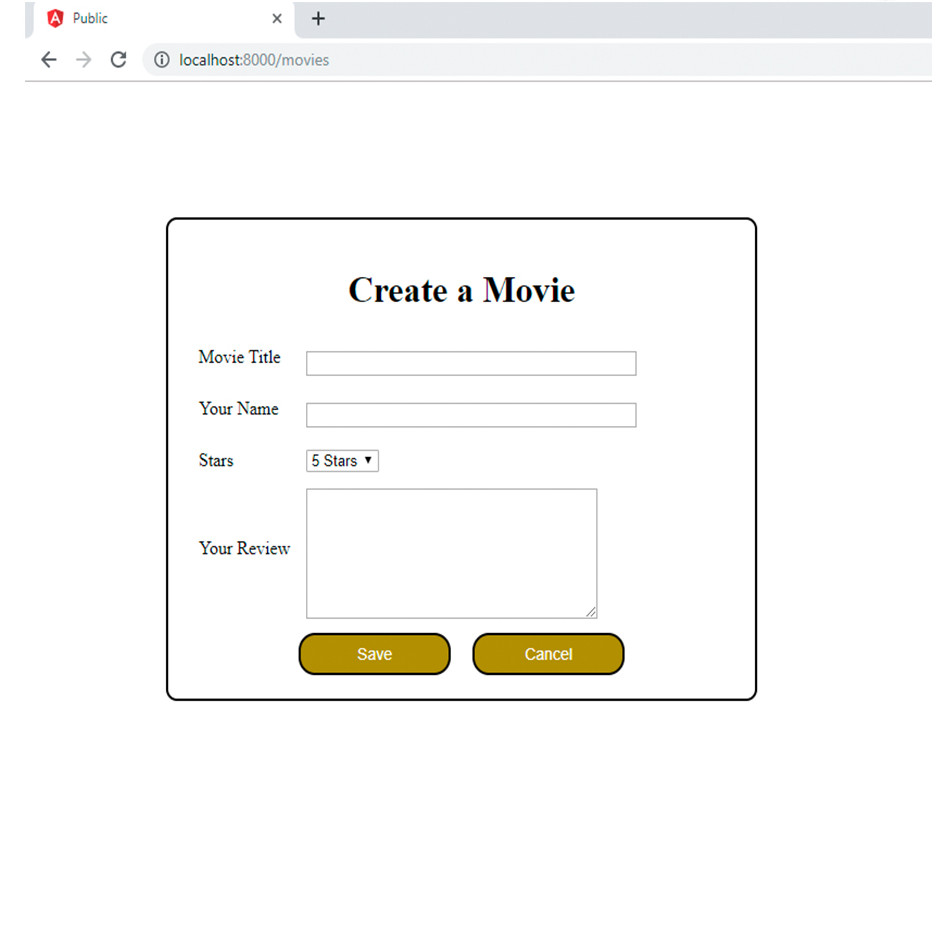 Public
localhost:8000/movies
Create a Movie
Movie Title
Your Name
Stars
5 Stars
Your Review
Save
Cancel